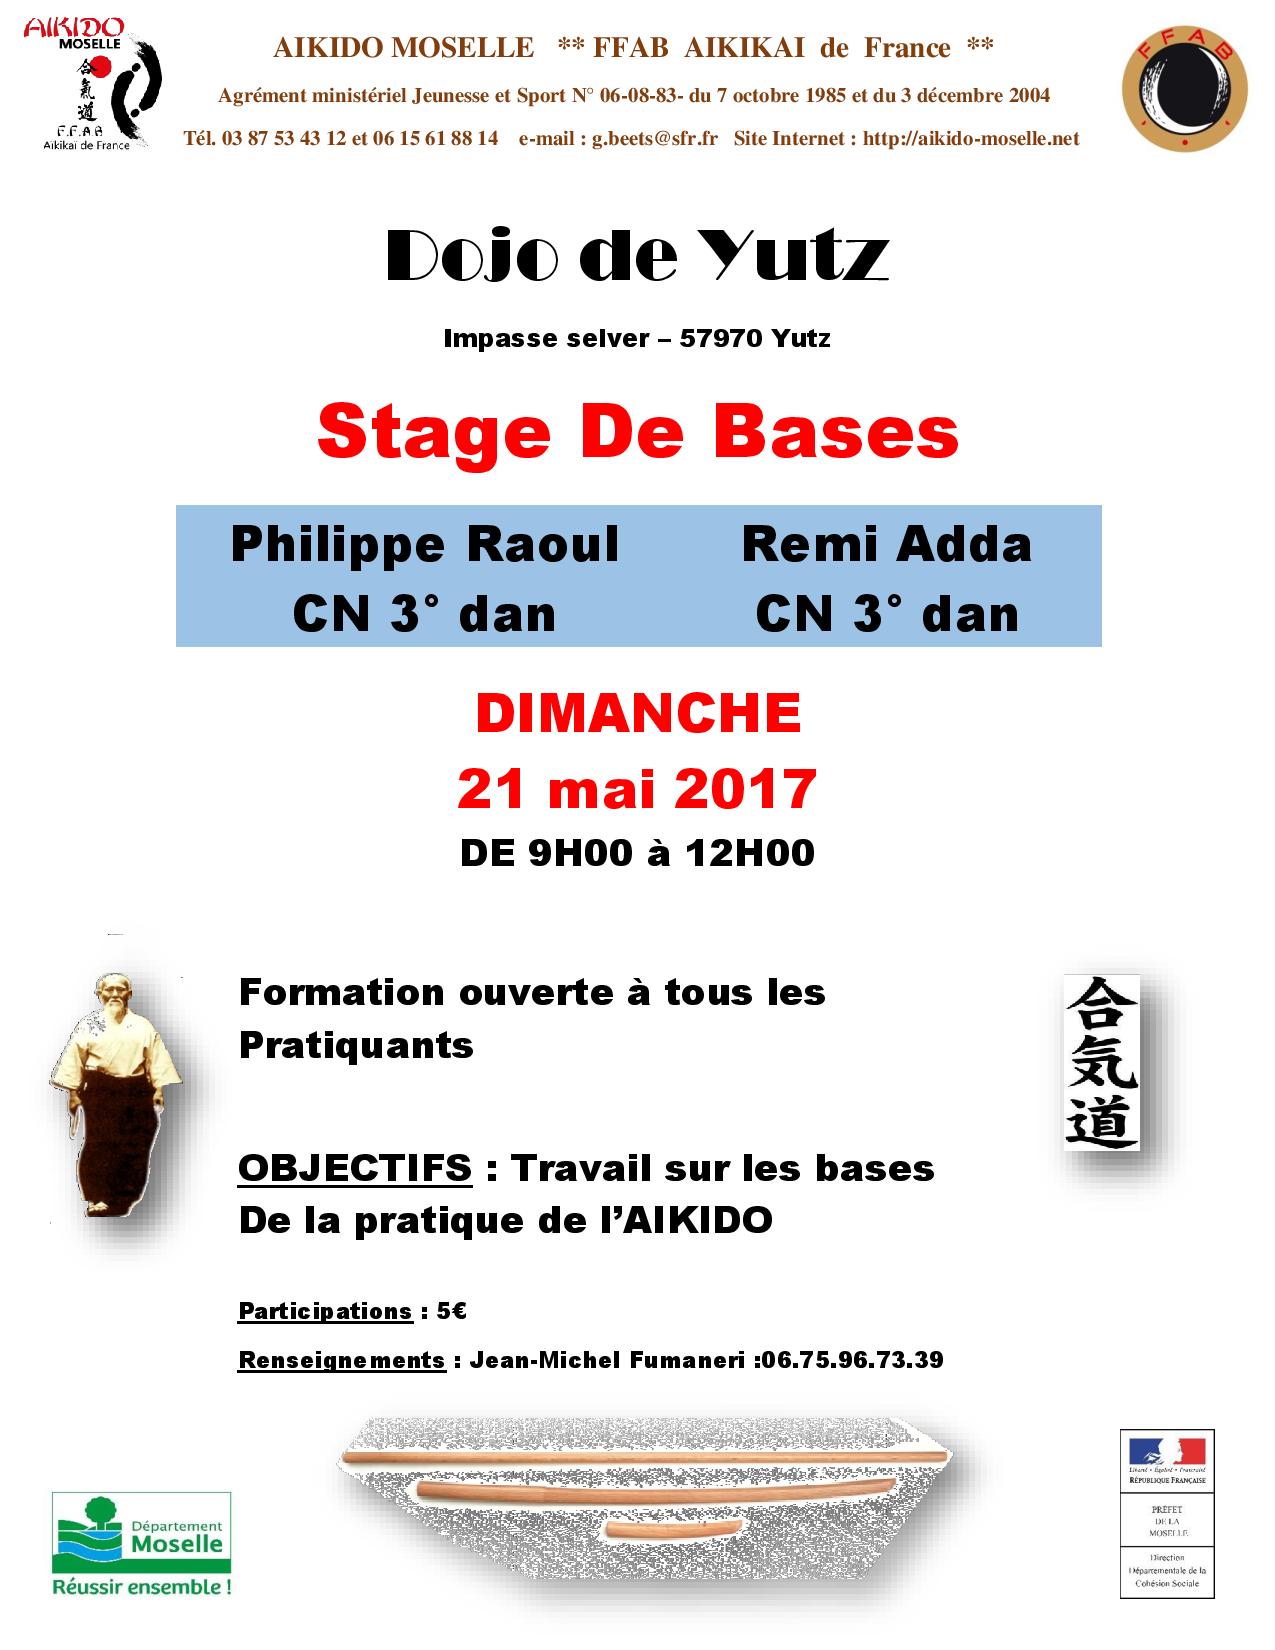 AIKIDO
MOSELLE
合
氣
道
F.F.A.B
Aïkikaï de France
AIKIDO MOSELLE ** FFAB AIKIKAI de France **
Agrément ministériel Jeunesse et Sport N° 06-08-83- du 7 octobre 1985 et du 3 décembre 2004
Tél. 03 87 53 43 12 et 06 15 61 88 14 e-mail : g.beets@sfr.fr Site Internet : http://aikido-moselle.net
FFAB
Dojo de Yutz
Impasse selver – 57970 Yutz
Stage De Bases
Philippe Raoul Remi Adda
CN 3° dan CN 3° dan
DIMANCHE
21 mai 2017
DE 9H00 à 12H00
Formation ouverte à tous les
Pratiquants
合
気
道
OBJECTIFS : Travail sur les bases
De la pratique de l’AIKIDO
Participations : 5€
Renseignements : Jean-Michel Fumaneri :06.75.96.73.39
Département
Moselle
Réussir ensemble !
Liberté • Égalité • Fraternité
RÉPUBLIQUE FRANÇAISE
PRÉFET
DE LA
MOSELLE
Direction
Départementale de la
Cohésion Sociale